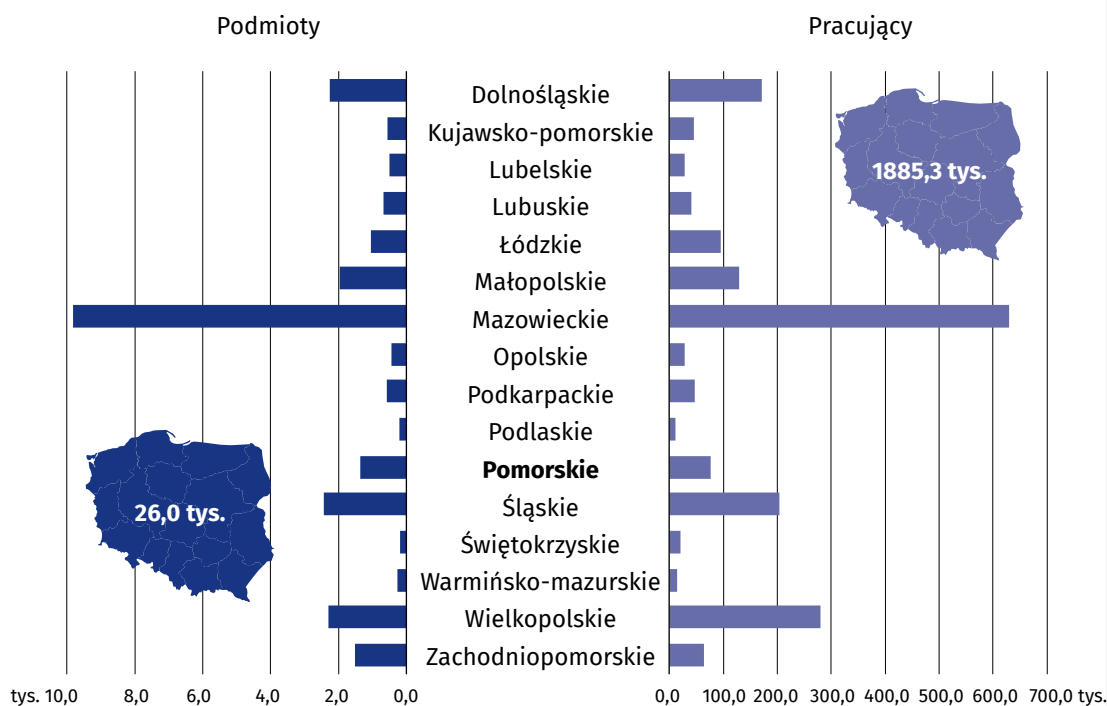 Podmioty
Pracujący
Dolnośląskie
Kujawsko-pomorskie
Lubelskie
Lubuskie
Łódzkie
Małopolskie
Mazowieckie
Opolskie
Podkarpackie
Podlaskie
Pomorskie
Śląskie
Świętokrzyskie
Warmińsko-mazurskie
Wielkopolskie
Zachodniopomorskie
1885,3 tys.
26,0 tys.
tys. 10,0 8,0 6,0 4,0 2,0 0,0
0,0 100,0 200,0 300,0 400,0 500,0 600,0 700,0 tys.